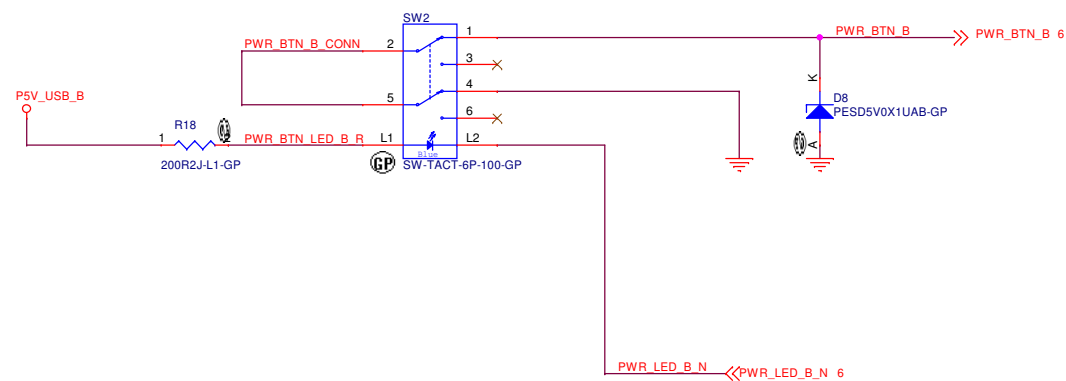 SW2
PWR_BTN_B_CONN 2 1 PWR_BTN_B PWR_BTN_B 6
3
K
5 4
P5V_USB_B
D8
PESD5V0X1UAB-GP
6
R18
1 2 PWR_BTN_LED_B_R L1 L2
A
Blue
200R2J-L1-GP GP SW-TACT-6P-100-GP
PWR_LED_B_N PWR_LED_B_N 6